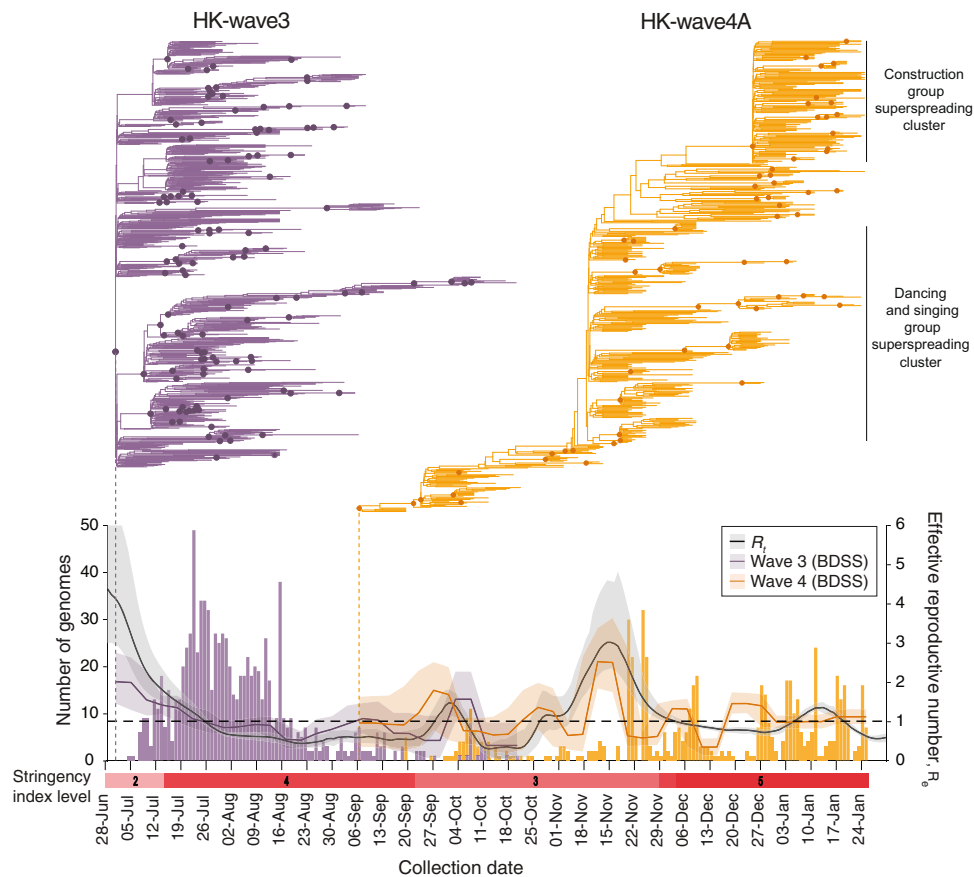 HK-wave3
HK-wave4A
Construction
group
superspreading
cluster
Dancing
and singing
group
superspreading
cluster
Number of genomes
50
40
30
20
10
0
Rt
Wave 3 (BDSS)
Wave 4 (BDSS)
6
5
4
3
2
1
0
Effective reproductive number, Re
Stringency
index level
2
4
3
5
28-Jun
05-Jul
12-Jul
19-Jul
26-Jul
02-Aug
09-Aug
16-Aug
23-Aug
30-Aug
06-Sep
13-Sep
20-Sep
27-Sep
04-Oct
11-Oct
18-Oct
25-Oct
01-Nov
18-Nov
15-Nov
22-Nov
29-Nov
06-Dec
13-Dec
20-Dec
27-Dec
03-Jan
10-Jan
17-Jan
24-Jan
Collection date